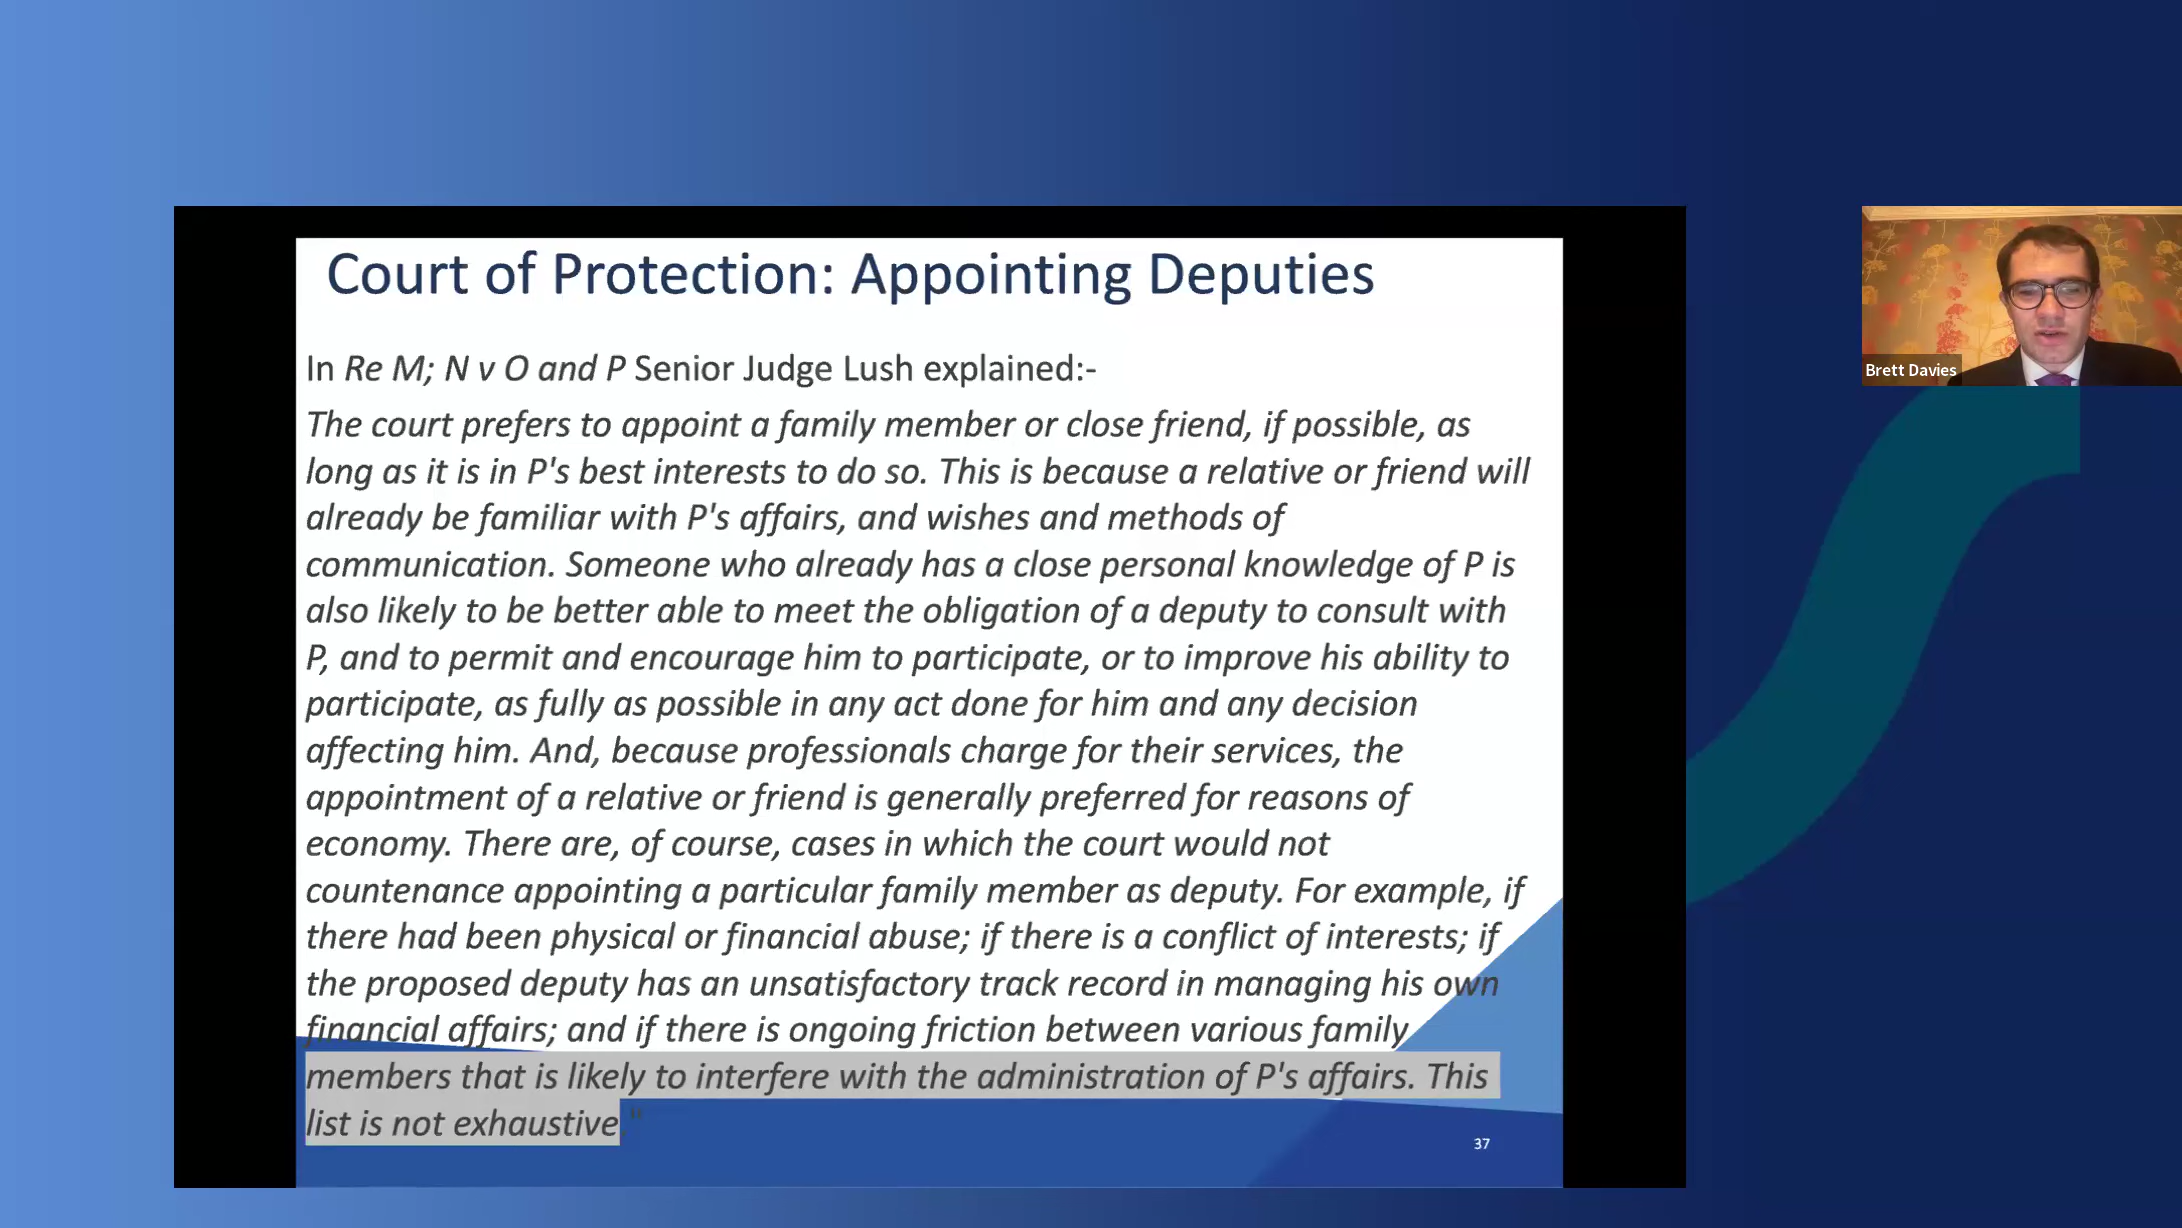 Court of Protection: Appointing Deputies
In Re M; N v O and P Senior Judge Lush explained:-
The court prefers to appoint a family member or close friend, if possible, as
long as it is in P's best interests to do so. This is because a relative or friend will
already be familiar with P's affairs, and wishes and methods of
communication. Someone who already has a close personal knowledge of P is
also likely to be better able to meet the obligation of a deputy to consult with
P, and to permit and encourage him to participate, or to improve his ability to
participate, as fully as possible in any act done for him and any decision
affecting him. And, because professionals charge for their services, the
appointment of a relative or friend is generally preferred for reasons of
economy. There are, of course, cases in which the court would not
countenance appointing a particular family member as deputy. For example, if
there had been physical or financial abuse; if there is a conflict of interests; if
the proposed deputy has an unsatisfactory track record in managing his own
financial affairs; and if there is ongoing friction between various family
members that is likely to interfere with the administration of P's affairs. This
list is not exhaustive."
37
Brett Davies